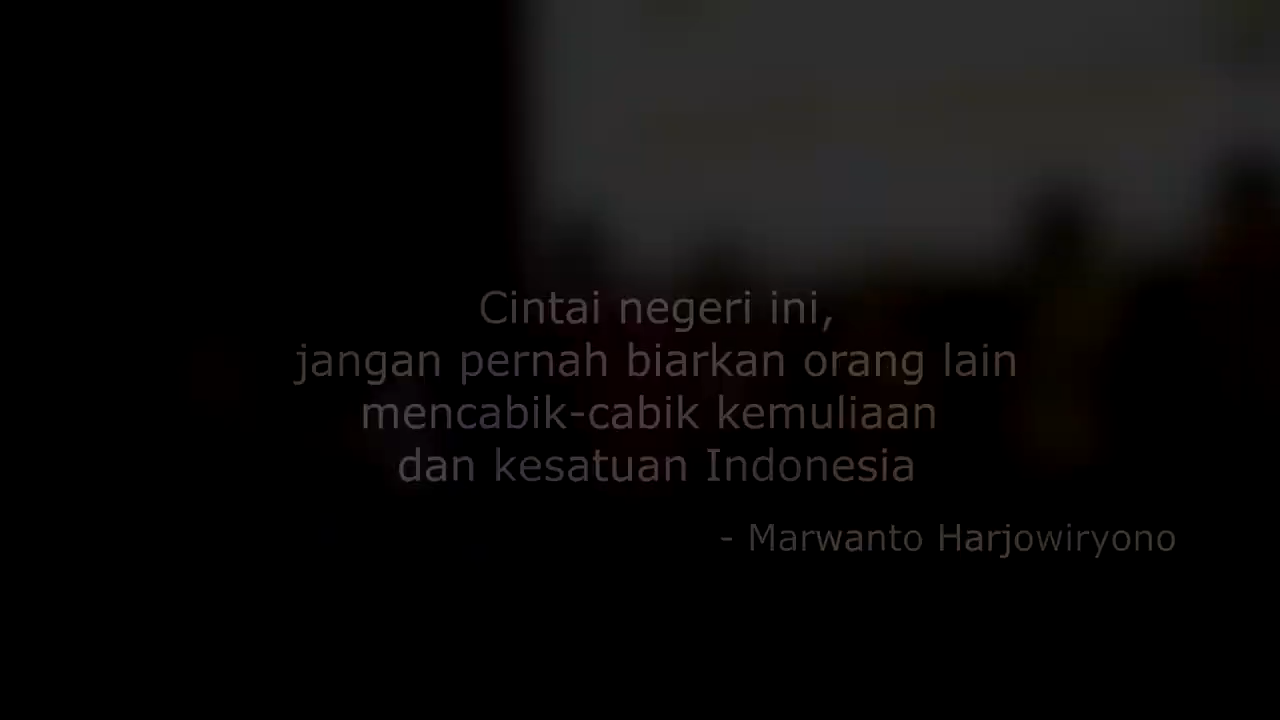 Cintai negeri ini,
jangan pernah biarkan orang lain
mencabik-cabik kemuliaan
dan kesatuan Indonesia
- Marwanto Harjowiryono